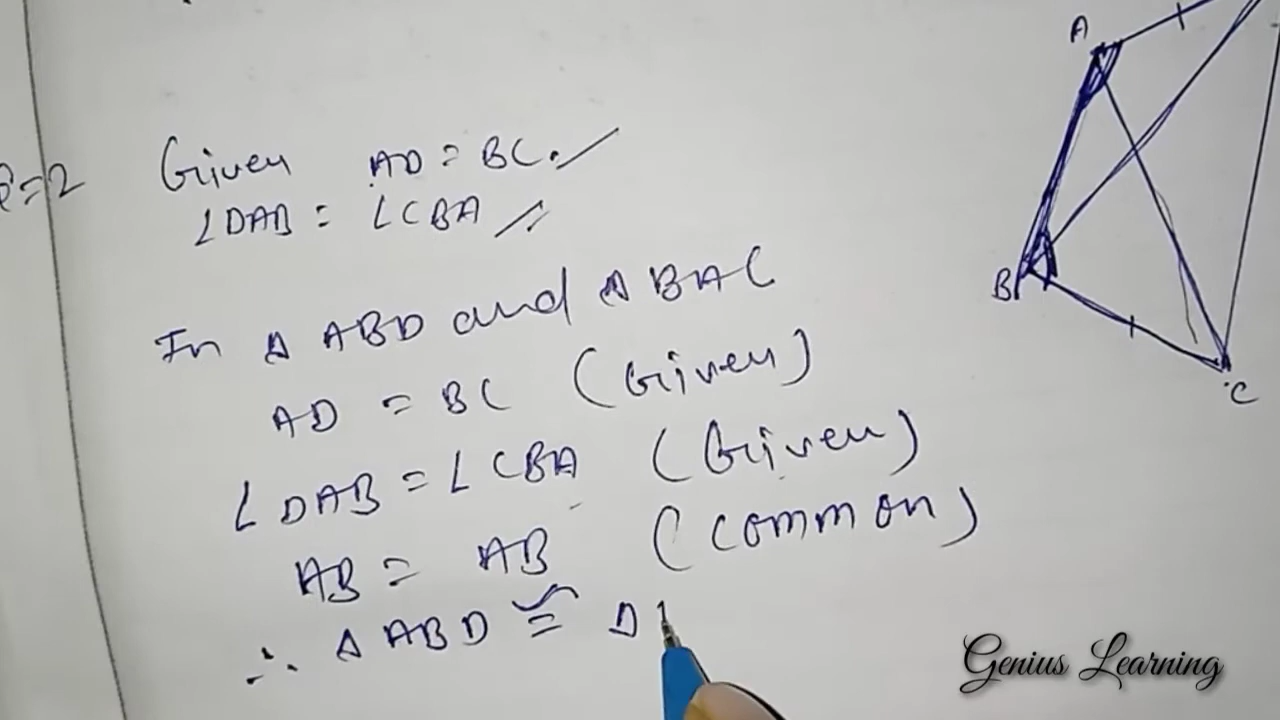 Q=2 Given AD = BC.
∠DAB = ∠CBA
In Δ ABD and Δ BAC
AD = BC (Given)
∠DAB = ∠CBA (Given)
AB = AB (common)
∴ Δ ABD ≅ Δ
A
B
C
Genius Learning